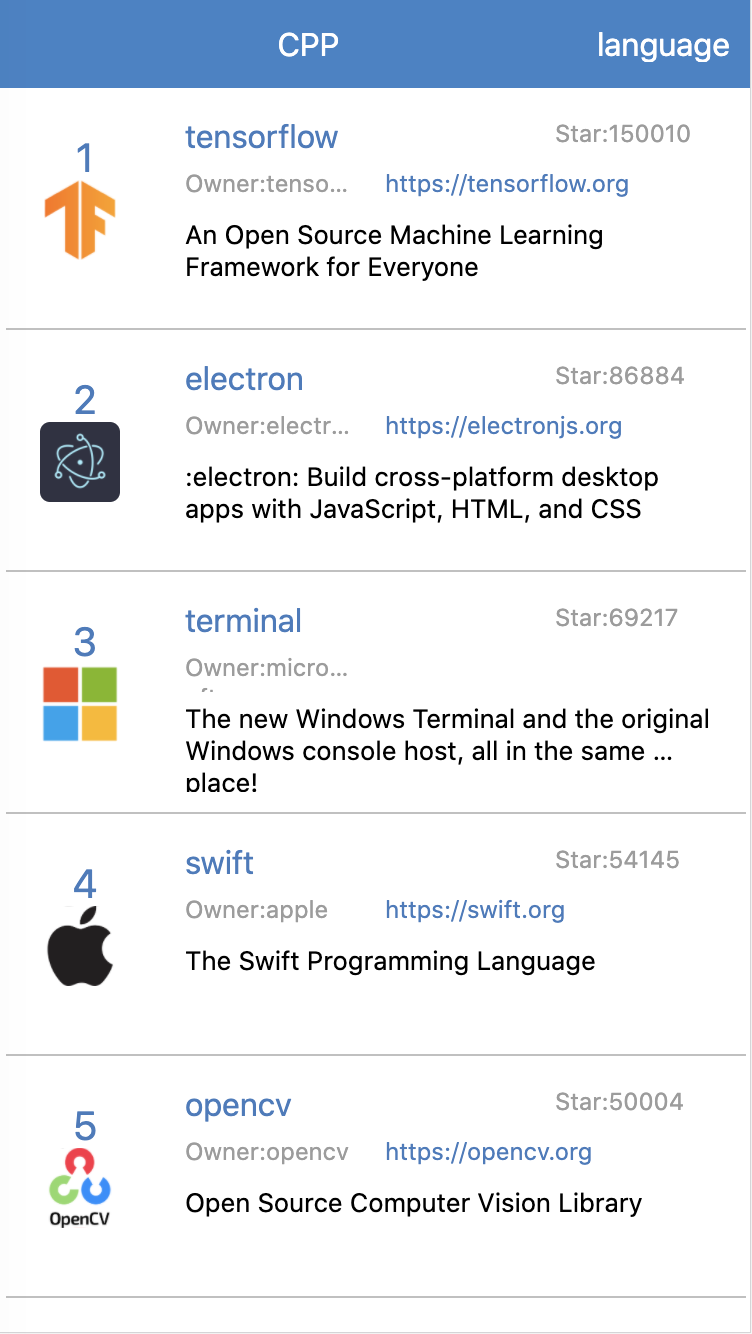 CPP language
1
tensorflow Star:150010
Owner:tenso... https://tensorflow.org
An Open Source Machine Learning
Framework for Everyone
2
electron Star:86884
Owner:electr... https://electronjs.org
:electron: Build cross-platform desktop
apps with JavaScript, HTML, and CSS
3
terminal Star:69217
Owner:micro...
The new Windows Terminal and the original
Windows console host, all in the same ...
place!
4
swift Star:54145
Owner:apple https://swift.org
The Swift Programming Language
5
opencv Star:50004
Owner:opencv https://opencv.org
OpenCV
Open Source Computer Vision Library